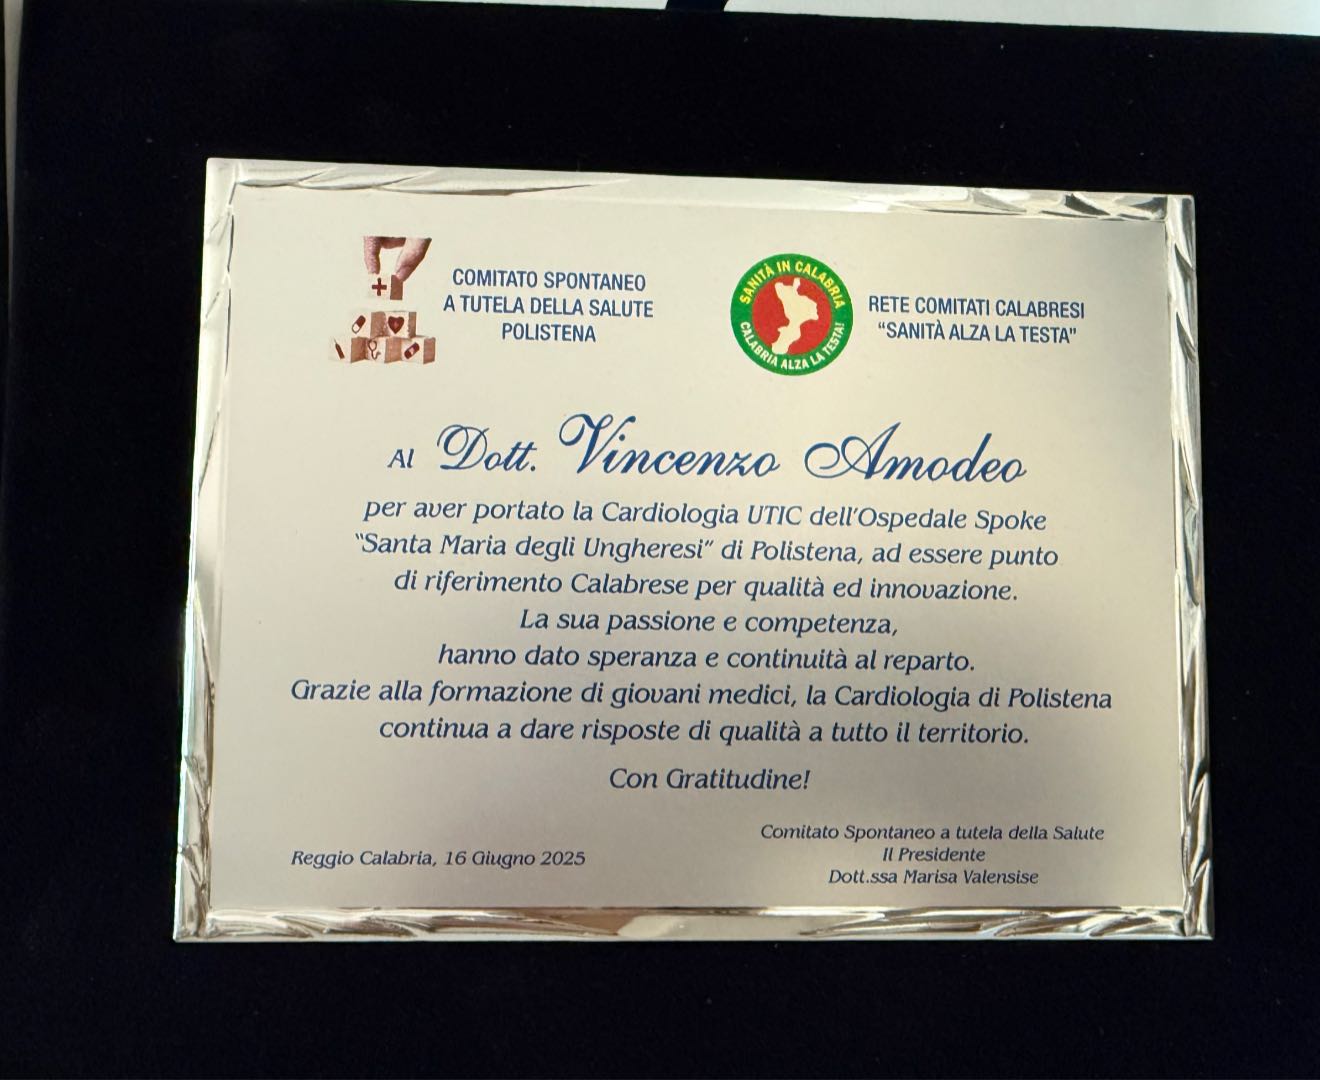 COMITATO SPONTANEO
A TUTELA DELLA SALUTE
POLISTENA
SANITÀ IN CALABRIA
CALABRIA ALZA LA TESTA!
RETE COMITATI CALABRESI
“SANITÀ ALZA LA TESTA”
Al Dott. Vincenzo Amodeo
per aver portato la Cardiologia UTIC dell'Ospedale Spoke
“Santa Maria degli Ungheresi” di Polistena, ad essere punto
di riferimento Calabrese per qualità ed innovazione.
La sua passione e competenza,
hanno dato speranza e continuità al reparto.
Grazie alla formazione di giovani medici, la Cardiologia di Polistena
continua a dare risposte di qualità a tutto il territorio.
Con Gratitudine!
Reggio Calabria, 16 Giugno 2025
Comitato Spontaneo a tutela della Salute
Il Presidente
Dott.ssa Marisa Valensise